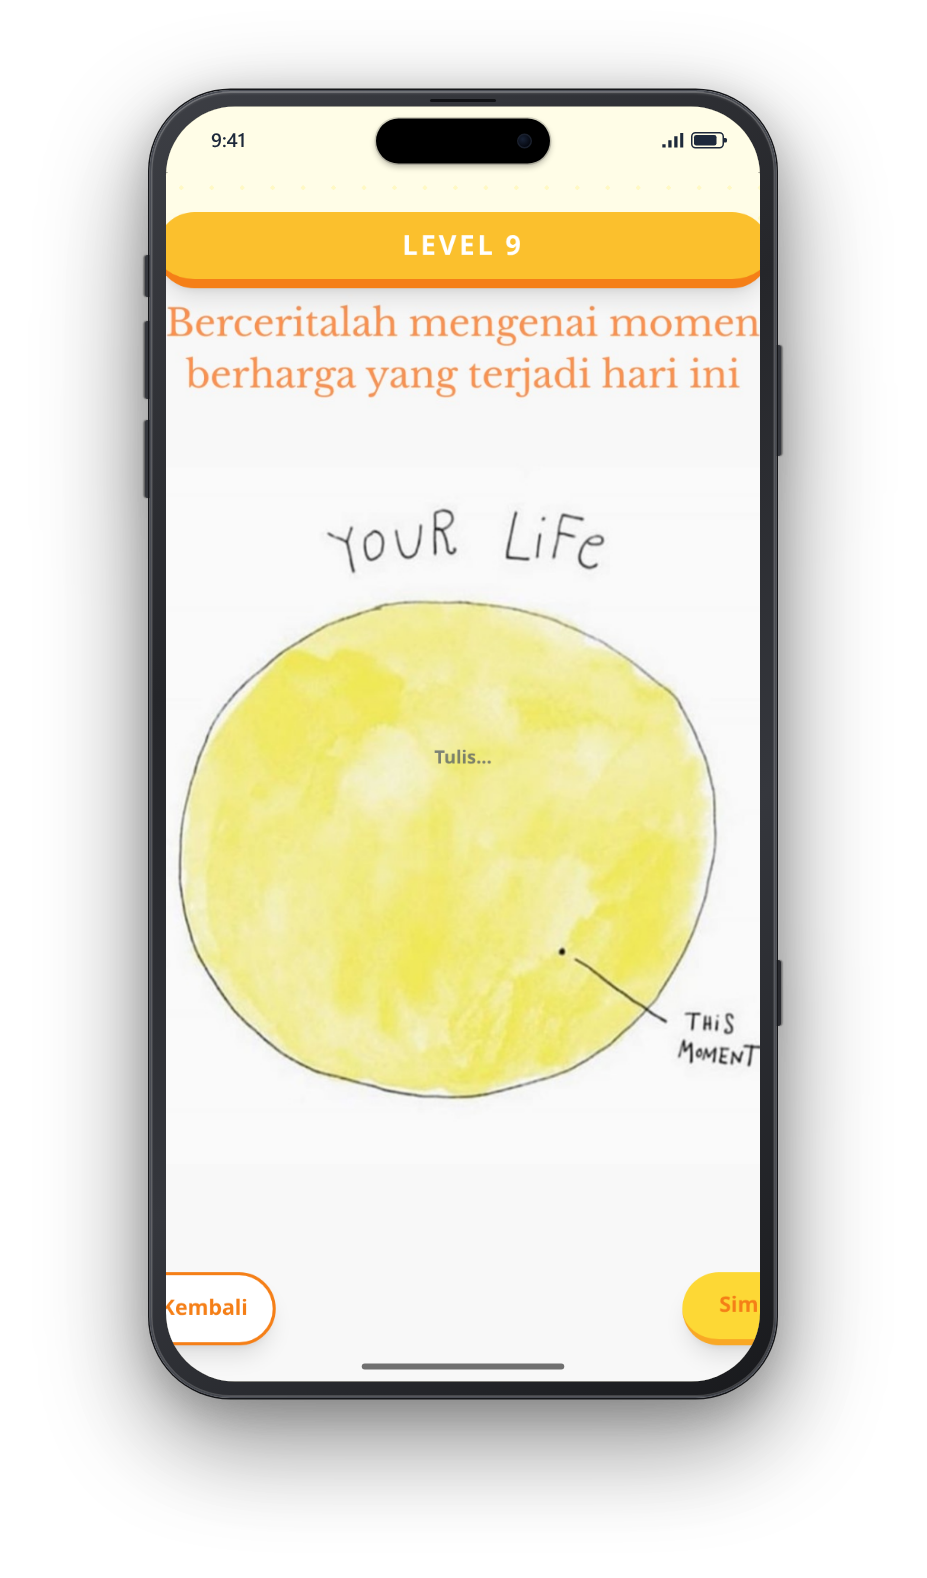 9:41
LEVEL 9
Berceritalah mengenai momen
berharga yang terjadi hari ini
YOUR LiFe
Tulis...
THiS
MOMENT
Kembali
Sim